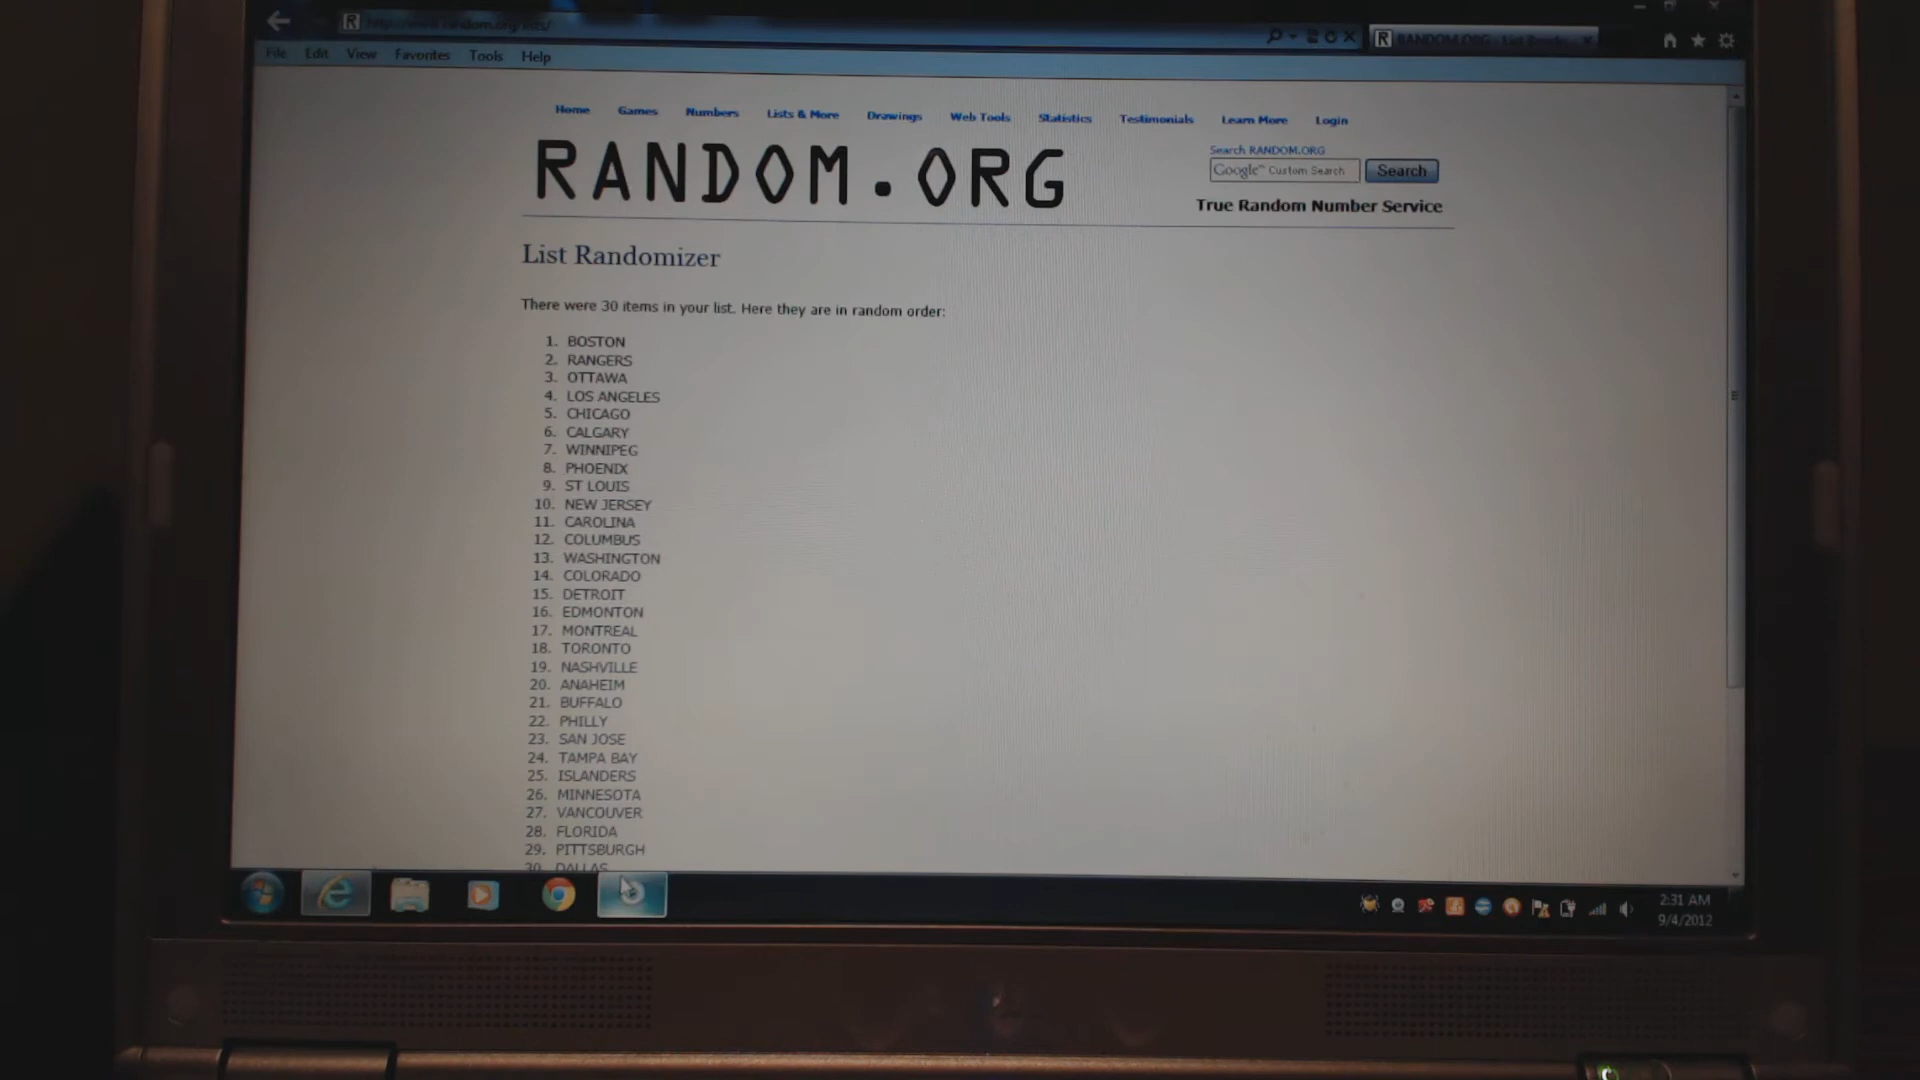 File Edit View Favorites Tools Help
Home Games Numbers Lists & More Drawings Web Tools Statistics Testimonials Learn More Login
RANDOM.ORG
Search RANDOM.ORG
Google™ Custom Search Search
True Random Number Service
List Randomizer
There were 30 items in your list. Here they are in random order:
1. BOSTON
2. RANGERS
3. OTTAWA
4. LOS ANGELES
5. CHICAGO
6. CALGARY
7. WINNIPEG
8. PHOENIX
9. ST LOUIS
10. NEW JERSEY
11. CAROLINA
12. COLUMBUS
13. WASHINGTON
14. COLORADO
15. DETROIT
16. EDMONTON
17. MONTREAL
18. TORONTO
19. NASHVILLE
20. ANAHEIM
21. BUFFALO
22. PHILLY
23. SAN JOSE
24. TAMPA BAY
25. ISLANDERS
26. MINNESOTA
27. VANCOUVER
28. FLORIDA
29. PITTSBURGH
30. DALLAS
2:31 AM
9/4/2012